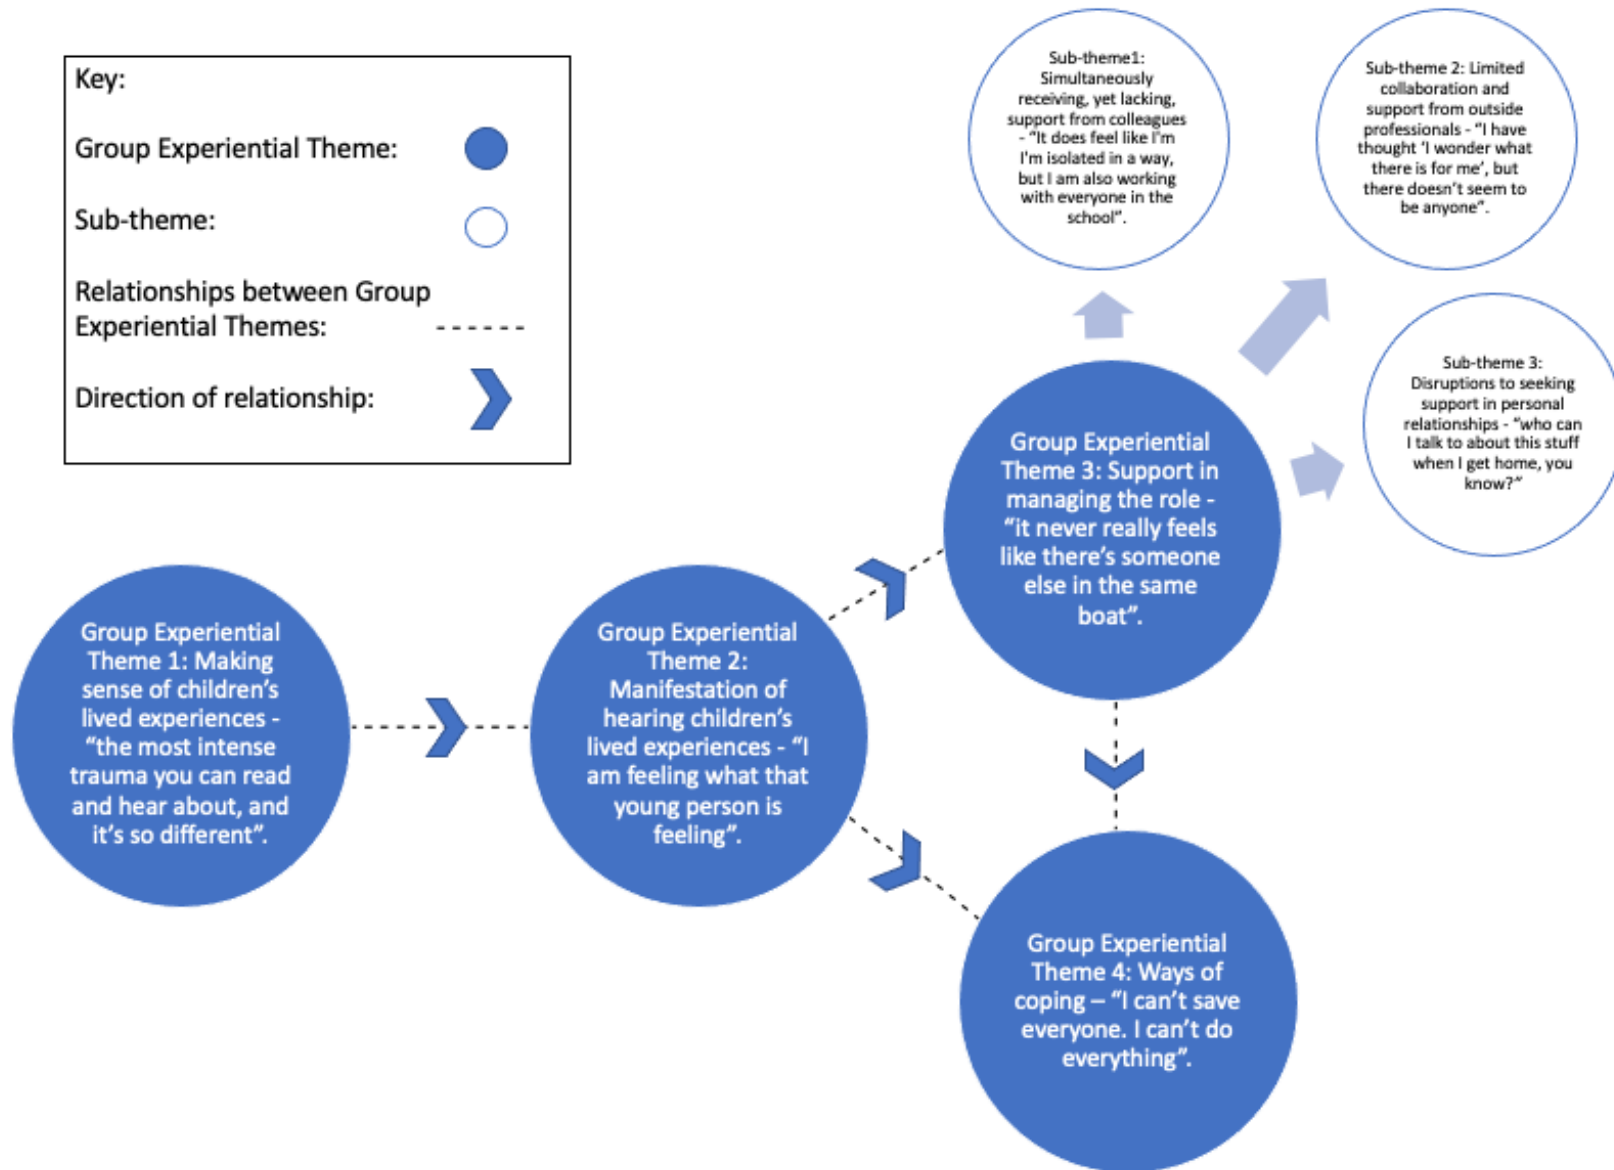 Key:
Group Experiential Theme:
Sub-theme:
Relationships between Group
Experiential Themes:
Direction of relationship:
Sub-theme1:
Simultaneously
receiving, yet lacking,
support from colleagues
- “It does feel like I'm
I'm isolated in a way,
but I am also working
with everyone in the
school”.
Sub-theme 2: Limited
collaboration and
support from outside
professionals - “I have
thought ‘I wonder what
there is for me’, but
there doesn’t seem to
be anyone”.
Sub-theme 3:
Disruptions to seeking
support in personal
relationships - “who can
I talk to about this stuff
when I get home, you
know?”
Group Experiential
Theme 3: Support in
managing the role -
“it never really feels
like there’s someone
else in the same
boat”.
Group Experiential
Theme 1: Making
sense of children’s
lived experiences -
“the most intense
trauma you can read
and hear about, and
it’s so different”.
Group Experiential
Theme 2:
Manifestation of
hearing children’s
lived experiences - “I
am feeling what that
young person is
feeling”.
Group Experiential
Theme 4: Ways of
coping – “I can’t save
everyone. I can’t do
everything”.